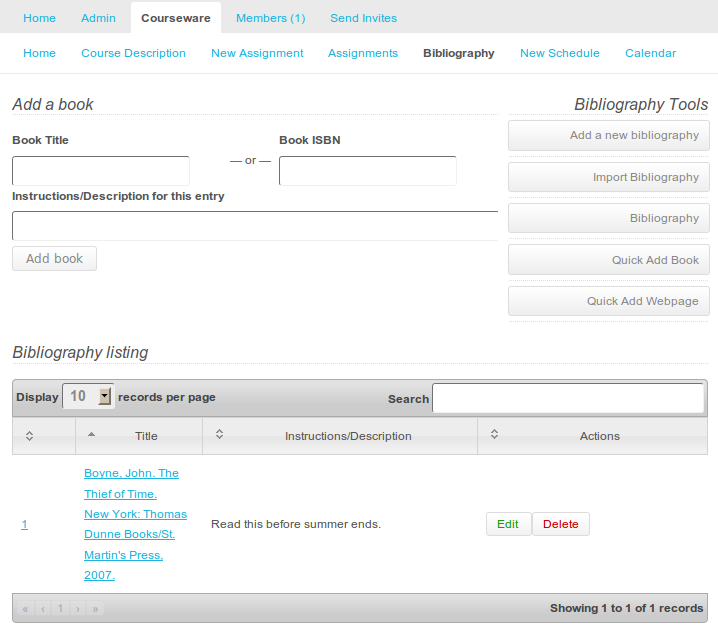 Home Admin Courseware Members (1) Send Invites
Home Course Description New Assignment Assignments Bibliography New Schedule Calendar
Add a book
Book Title
— or —
Book ISBN
Instructions/Description for this entry
Add book
Bibliography Tools
Add a new bibliography
Import Bibliography
Bibliography
Quick Add Book
Quick Add Webpage
Bibliography listing
Display 10 records per page Search
Title Instructions/Description Actions
1
Boyne, John. The
Thief of Time.
New York: Thomas
Dunne Books/St.
Martin's Press,
2007.
Read this before summer ends.
Edit Delete
« ‹ 1 › »
Showing 1 to 1 of 1 records